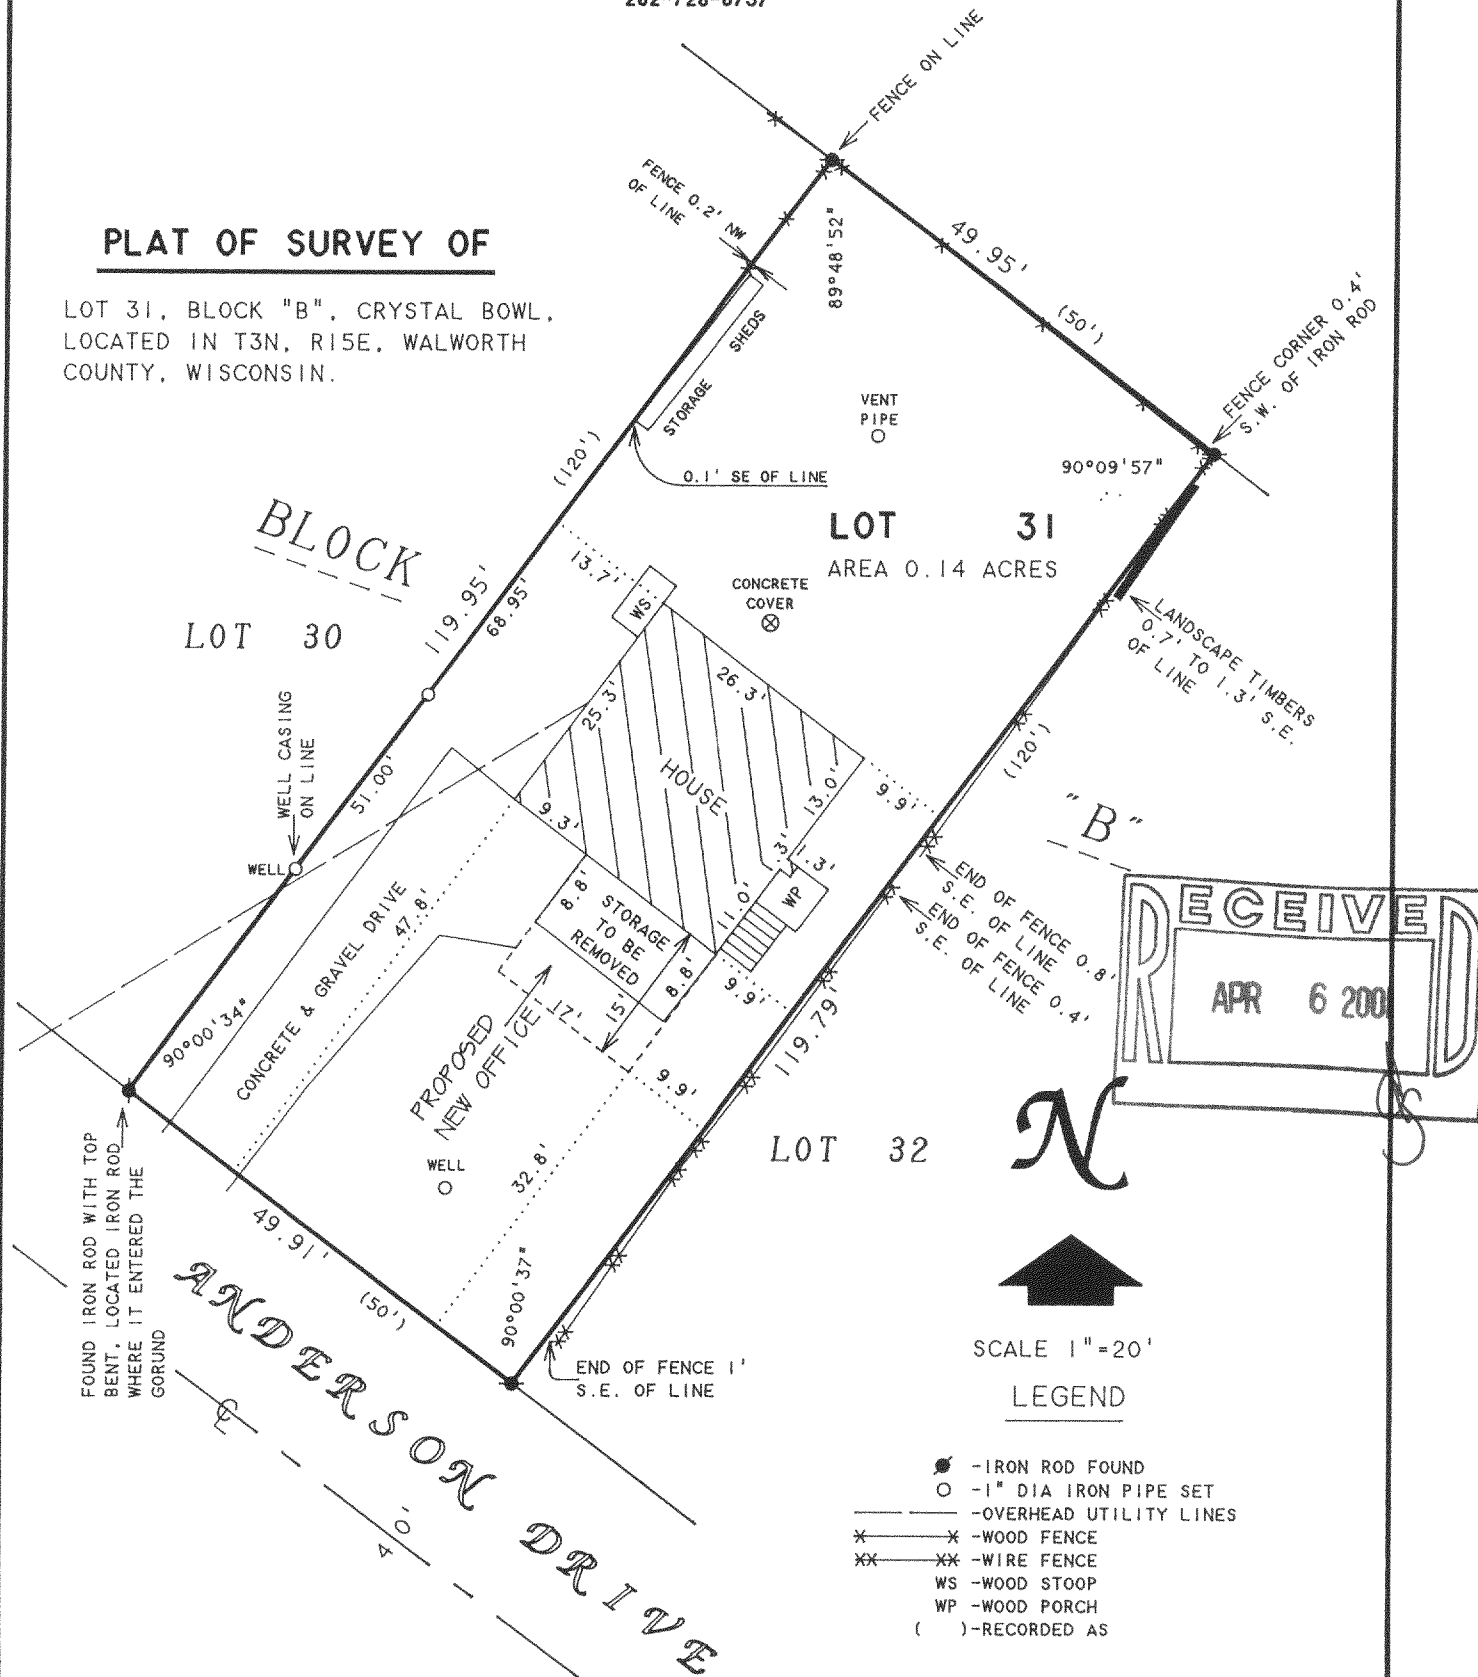 FENCE ON LINE
FENCE 0.2' NW
OF LINE
PLAT OF SURVEY OF
LOT 31, BLOCK "B", CRYSTAL BOWL,
LOCATED IN T3N, R15E, WALWORTH
COUNTY, WISCONSIN.
89°48'52"
49.95'
(50')
FENCE CORNER 0.4'
S.W. OF IRON ROD
STORAGE SHEDS
VENT
PIPE
90°09'57"
(120')
0.1' SE OF LINE
LOT 31
AREA 0.14 ACRES
BLOCK
13.7'
WS.
CONCRETE
COVER
119.95'
68.95'
LOT 30
LANDSCAPE TIMBERS
0.7' TO 1.3' S.E.
OF LINE
26.3'
25.3'
(120')
WELL CASING
ON LINE
51.00'
HOUSE
13.0'
9.9'
9.3'
"B"
WELL
3'
1.3'
WP
11.0'
END OF FENCE 0.8'
S.E. OF LINE
END OF FENCE 0.4'
S.E. OF LINE
8.8'
STORAGE
TO BE
REMOVED
8.8'
CONCRETE & GRAVEL DRIVE
47.8'
9.9'
RECEIVED
APR 6 200
15'
12'
PROPOSED
NEW OFFICE
119.79'
90°00'34"
9.9'
N
LOT 32
WELL
32.8'
FOUND IRON ROD WITH TOP
BENT, LOCATED IRON ROD
WHERE IT ENTERED THE
GORUND
49.91'
(50')
90°00'37"
END OF FENCE 1'
S.E. OF LINE
ANDERSON DRIVE
CL
40'
SCALE 1"=20'
LEGEND
-IRON ROD FOUND
-1" DIA IRON PIPE SET
-OVERHEAD UTILITY LINES
-WOOD FENCE
-WIRE FENCE
WS -WOOD STOOP
WP -WOOD PORCH
( )-RECORDED AS